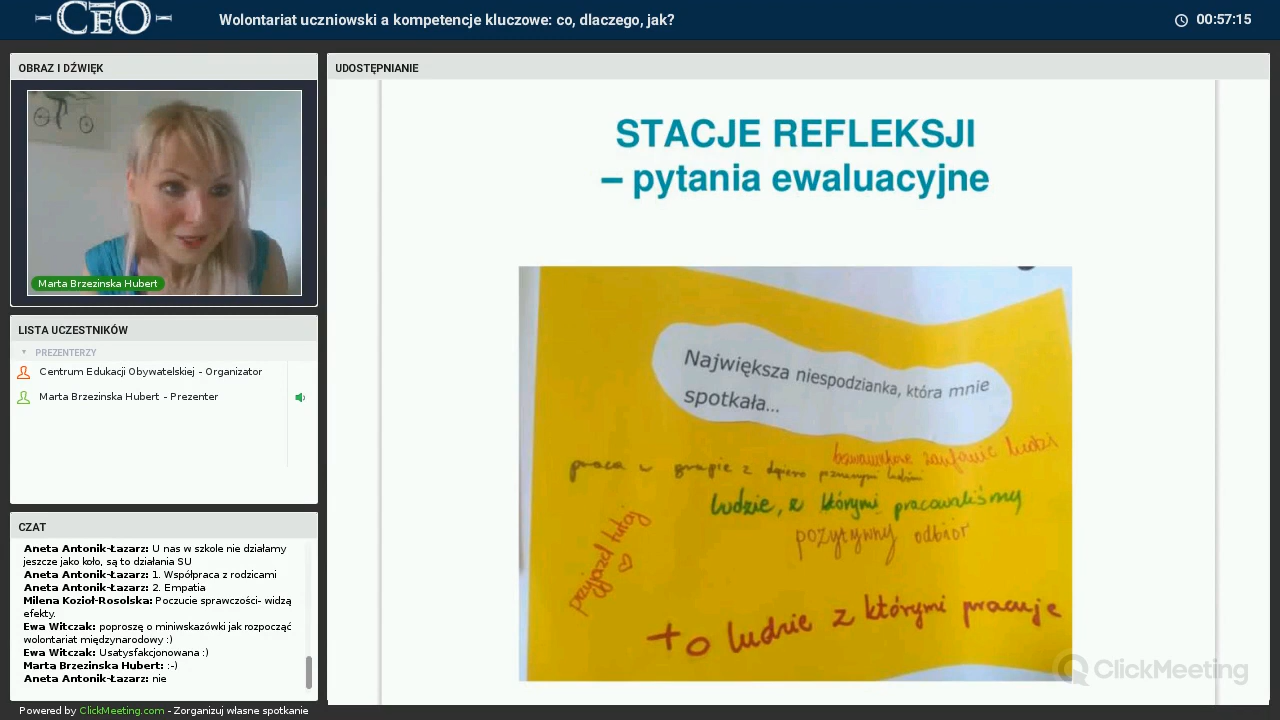 CEO
Wolontariat uczniowski a kompetencje kluczowe: co, dlaczego, jak?
00:57:15
OBRAZ I DŹWIĘK
Marta Brzezinska Hubert
LISTA UCZESTNIKÓW
PREZENTERZY
Centrum Edukacji Obywatelskiej - Organizator
Marta Brzezinska Hubert - Prezenter
CZAT
Aneta Antonik-Łazarz: U nas w szkole nie działamy
jeszcze jako koło, są to działania SU
Aneta Antonik-Łazarz: 1. Współpraca z rodzicami
Aneta Antonik-Łazarz: 2. Empatia
Milena Kozioł-Rosolska: Poczucie sprawczości- widzą
efekty.
Ewa Witczak: poproszę o miniwskazówki jak rozpocząć
wolontariat międzynarodowy :)
Ewa Witczak: Usatysfakcjonowana :)
Marta Brzezinska Hubert: :-)
Aneta Antonik-Łazarz: nie
Powered by ClickMeeting.com - Zorganizuj własne spotkanie
UDOSTĘPNIANIE
STACJE REFLEKSJI
– pytania ewaluacyjne
Największa niespodzianka, która mnie
spotkała...
bezwarunkowe zaufanie ludzi
praca w grupie z dopiero poznanymi ludźmi
ludzie, z którymi pracowaliśmy
pozytywny odbiór
przyjazd tutaj
to ludzie z którymi pracuje
ClickMeeting